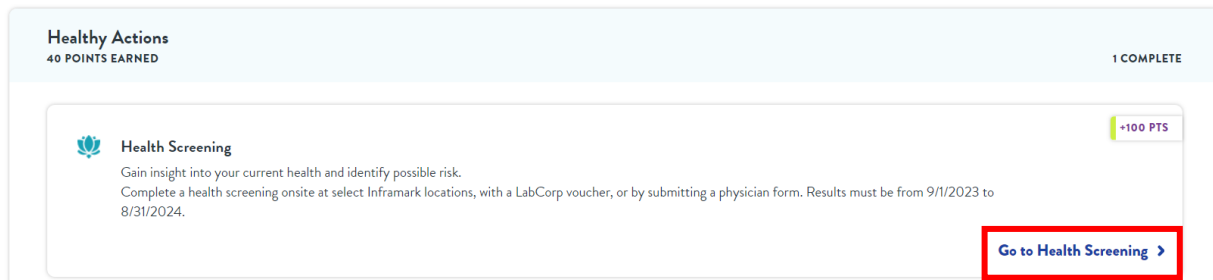 Healthy Actions
40 POINTS EARNED
1 COMPLETE
+100 PTS
Health Screening
Gain insight into your current health and identify possible risk.
Complete a health screening onsite at select Inframark locations, with a LabCorp voucher, or by submitting a physician form. Results must be from 9/1/2023 to
8/31/2024.
Go to Health Screening >